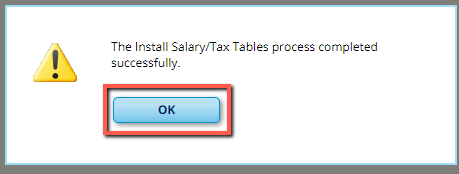 The Install Salary/Tax Tables process completed
successfully.
OK